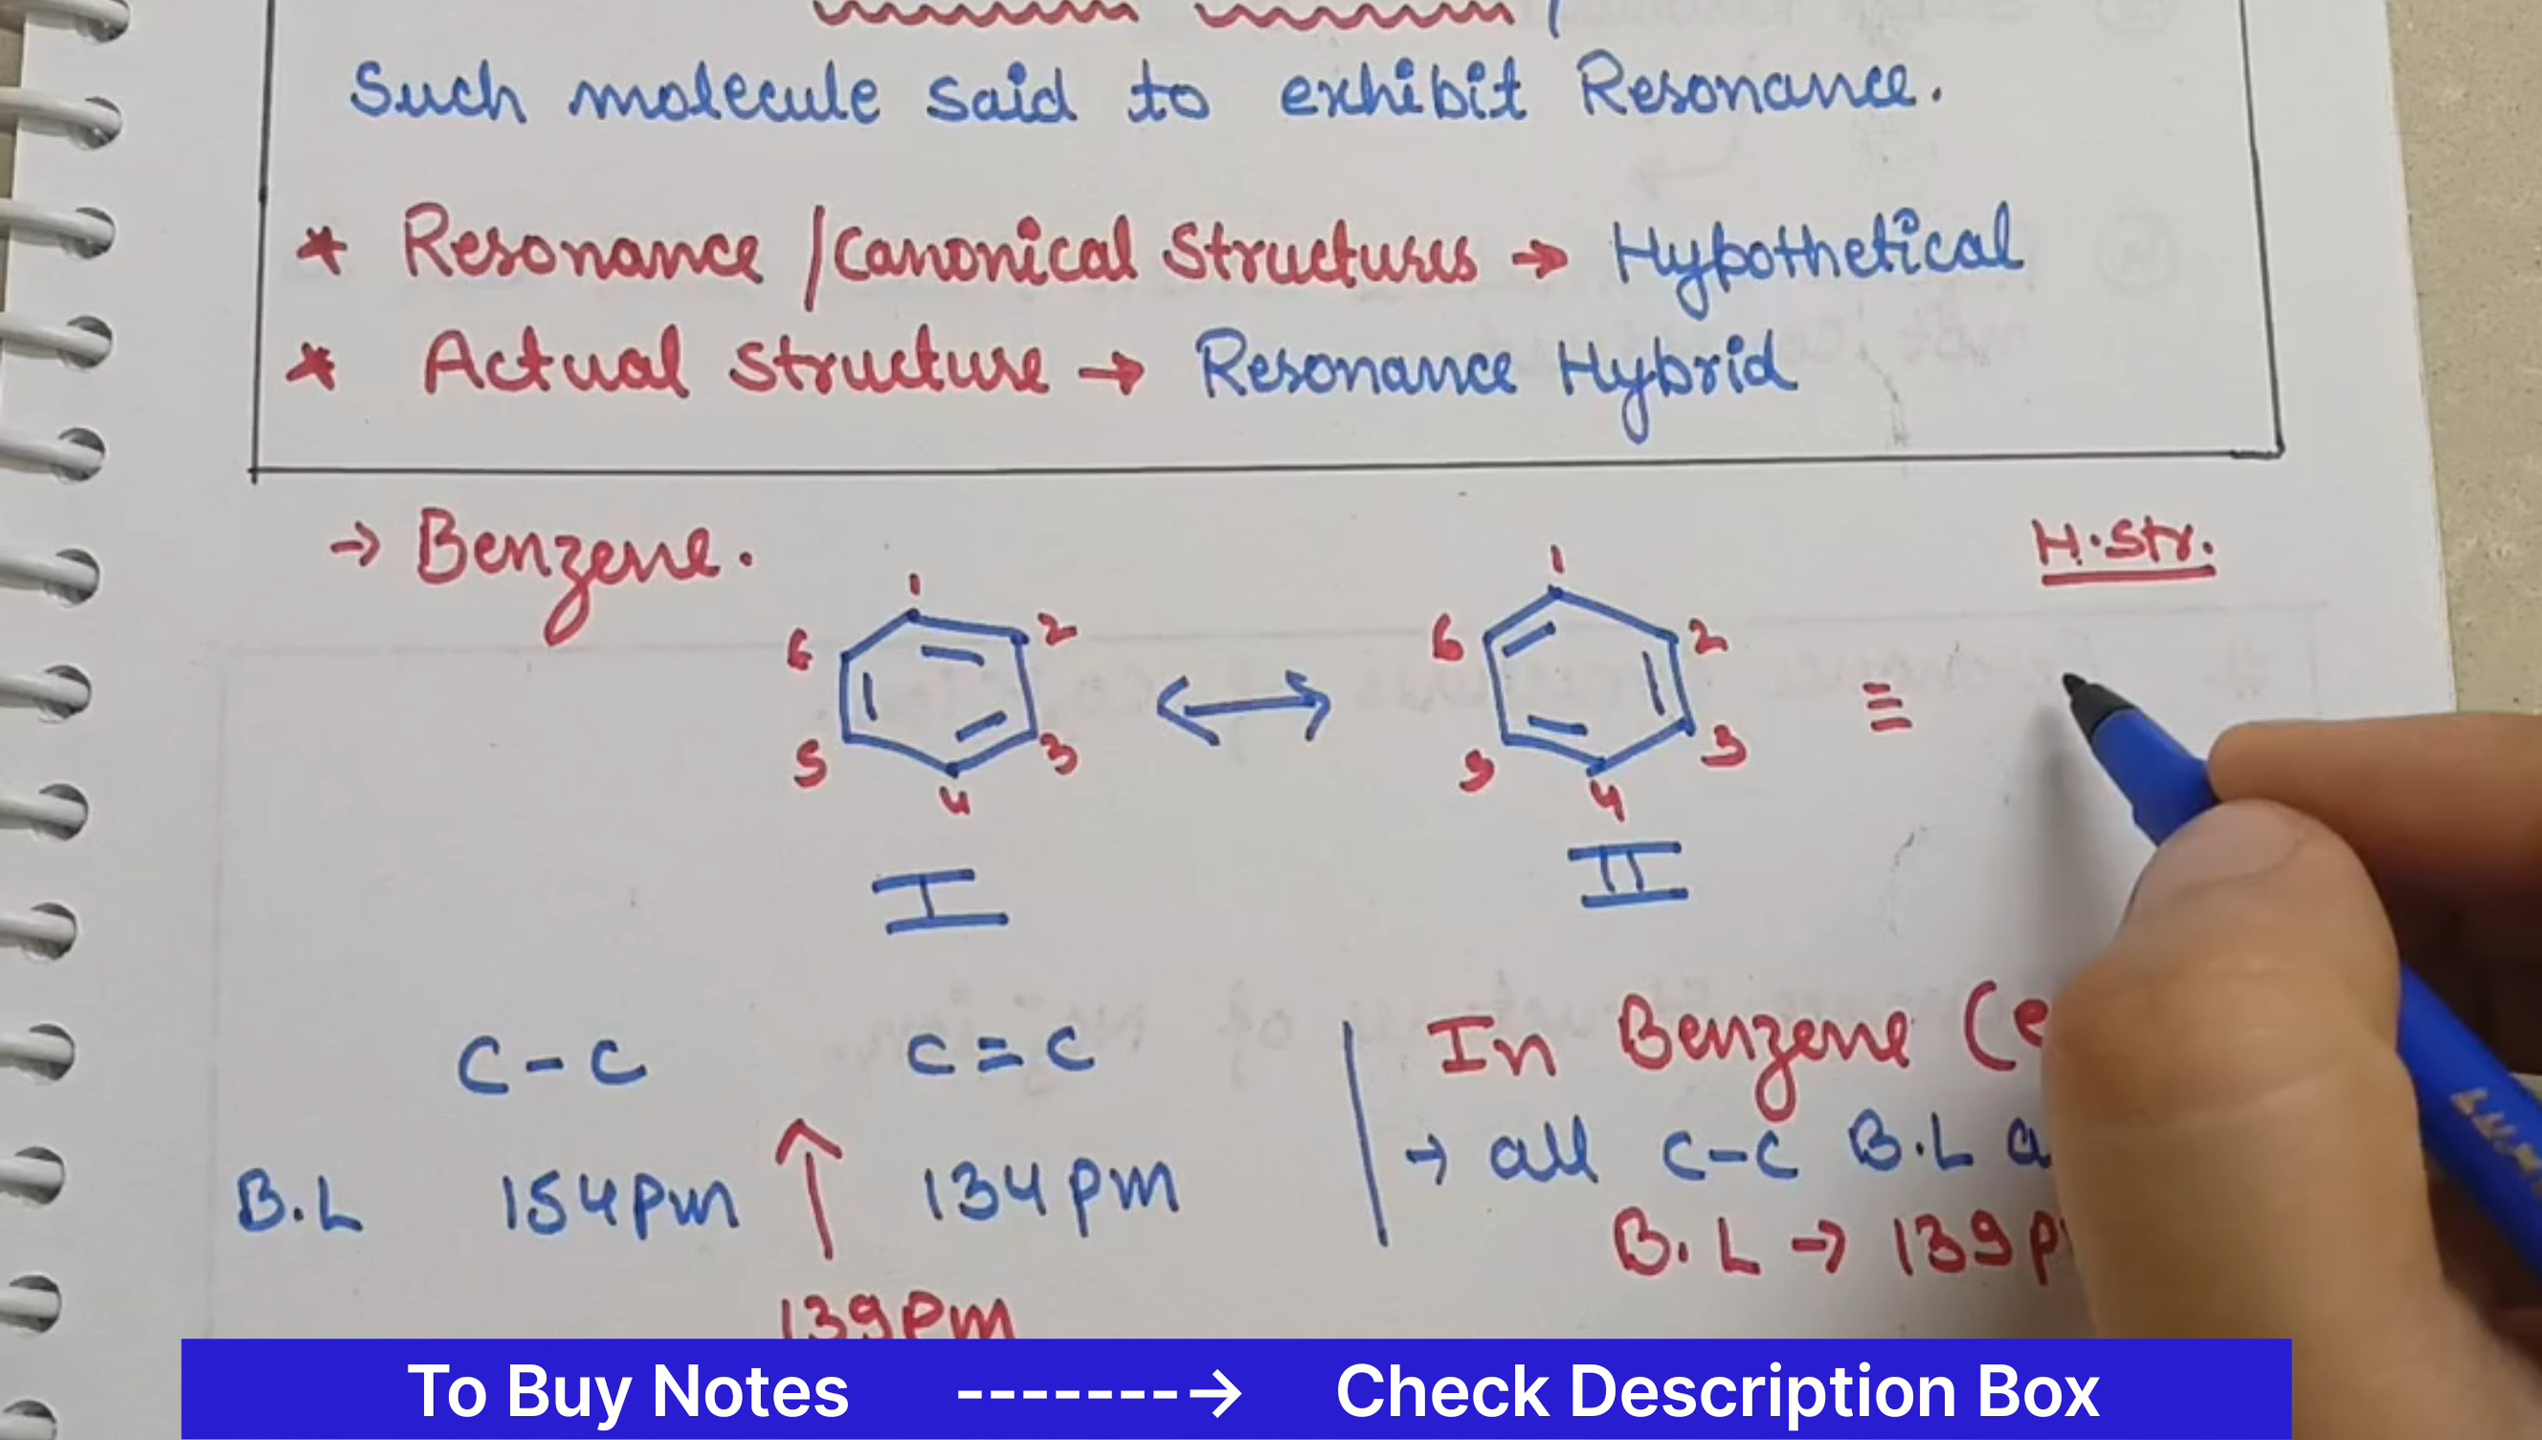 Such molecule said to exhibit Resonance.
* Resonance /Canonical Structures → Hypothetical
* Actual Structure → Resonance Hybrid
→ Benzene.
H.Str.
1 2 3 4 5 6
↔
1 2 3 4 5 6
≡
I
II
C-C C=C
B.L 154pm ↑ 134pm
139pm
In Benzene (
→ all C-C B.L
B.L → 139p
To Buy Notes -------→ Check Description Box